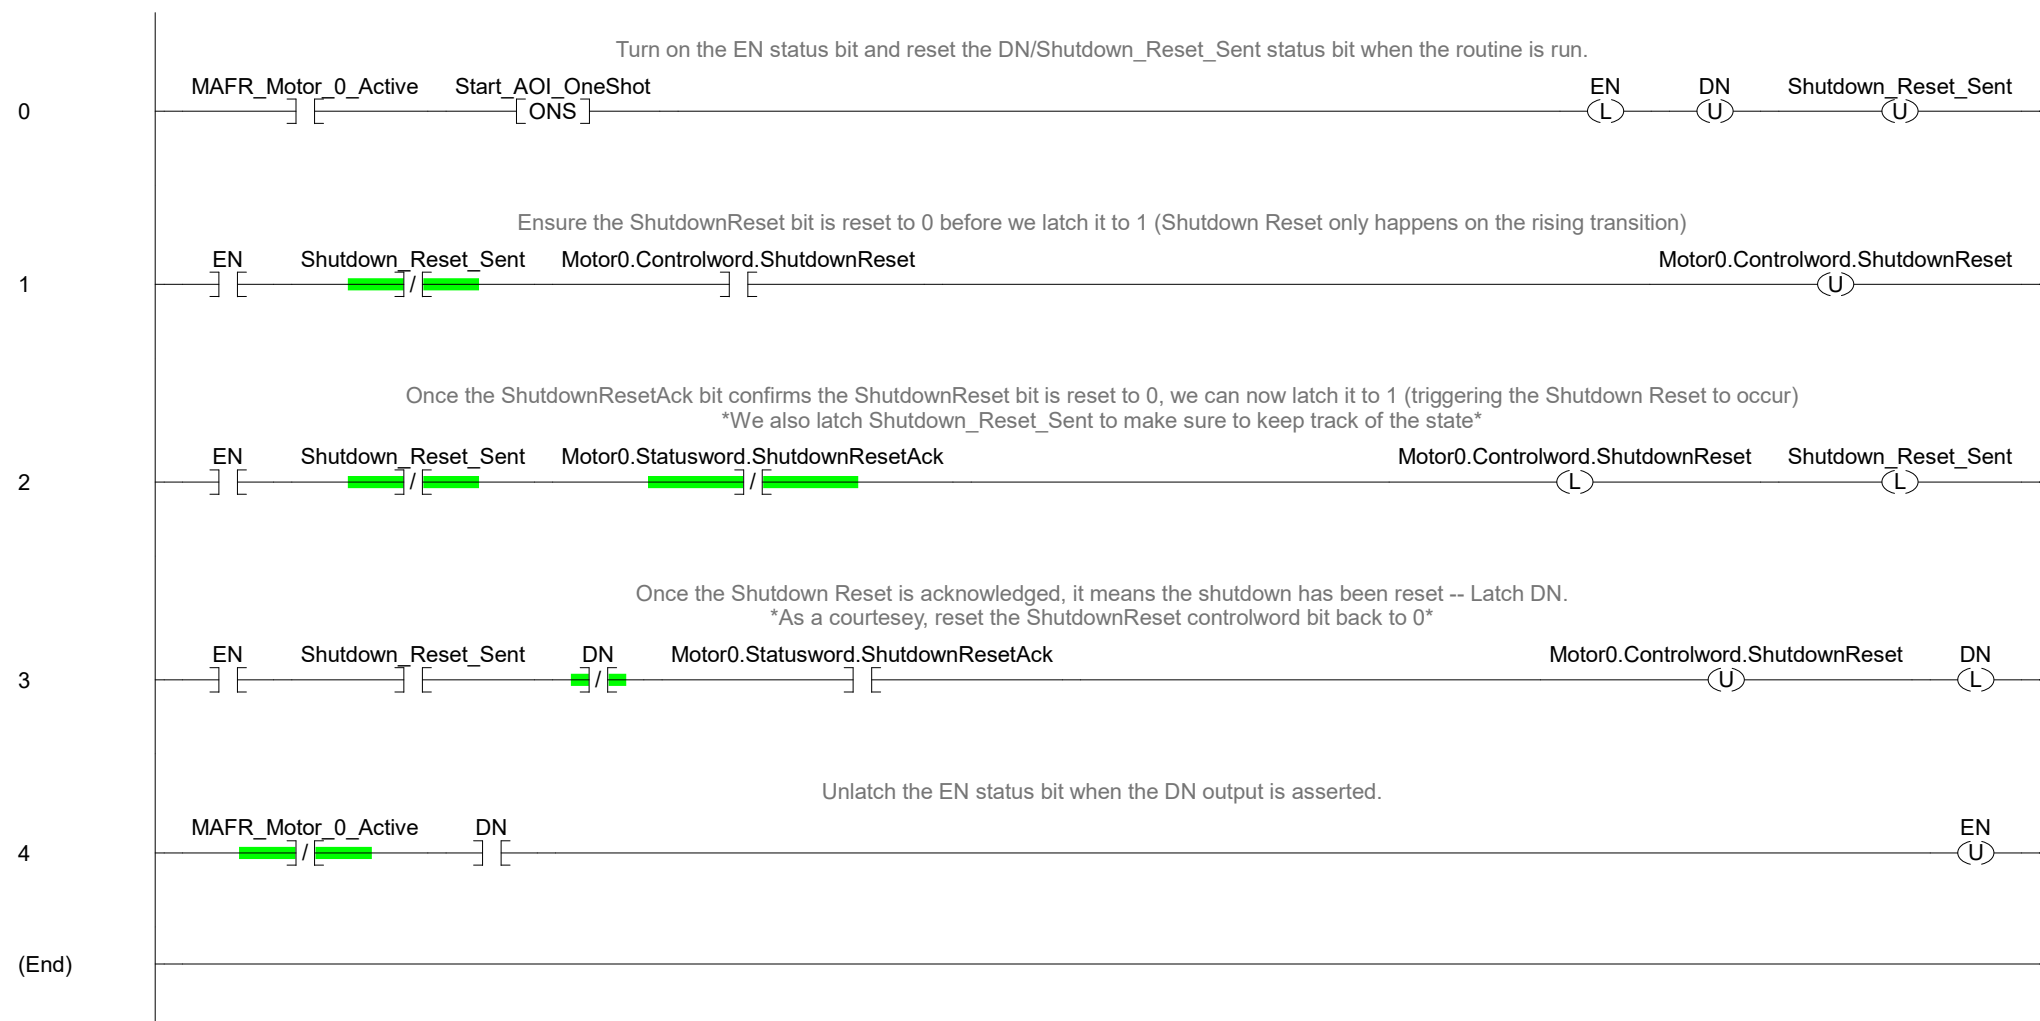 Turn on the EN status bit and reset the DN/Shutdown_Reset_Sent status bit when the routine is run.
MAFR_Motor_0_Active Start_AOI_OneShot EN DN Shutdown_Reset_Sent
0 ONS L U U
Ensure the ShutdownReset bit is reset to 0 before we latch it to 1 (Shutdown Reset only happens on the rising transition)
EN Shutdown_Reset_Sent Motor0.Controlword.ShutdownReset Motor0.Controlword.ShutdownReset
1 / U
Once the ShutdownResetAck bit confirms the ShutdownReset bit is reset to 0, we can now latch it to 1 (triggering the Shutdown Reset to occur)
*We also latch Shutdown_Reset_Sent to make sure to keep track of the state*
EN Shutdown_Reset_Sent Motor0.Statusword.ShutdownResetAck Motor0.Controlword.ShutdownReset Shutdown_Reset_Sent
2 / / L L
Once the Shutdown Reset is acknowledged, it means the shutdown has been reset -- Latch DN.
*As a courtesey, reset the ShutdownReset controlword bit back to 0*
EN Shutdown_Reset_Sent DN Motor0.Statusword.ShutdownResetAck Motor0.Controlword.ShutdownReset DN
3 / U L
Unlatch the EN status bit when the DN output is asserted.
MAFR_Motor_0_Active DN EN
4 / U
(End)